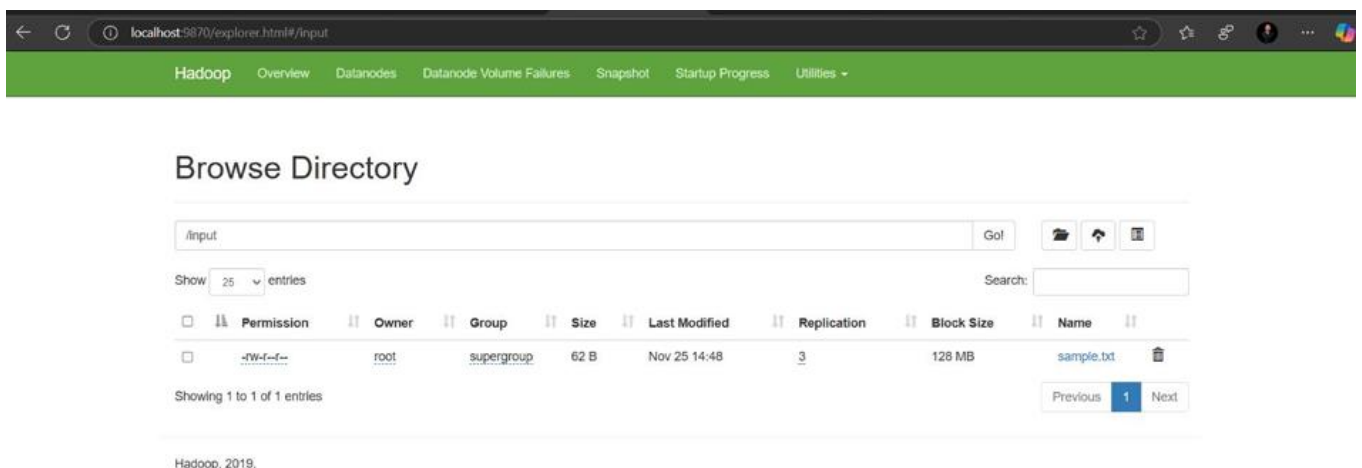 localhost:9870/explorer.html#/input
Hadoop Overview Datanodes Datanode Volume Failures Snapshot Startup Progress Utilities
Browse Directory
/input Go!
Show 25 entries Search:
Permission Owner Group Size Last Modified Replication Block Size Name
-rw-r--r-- root supergroup 62 B Nov 25 14:48 3 128 MB sample.txt
Showing 1 to 1 of 1 entries Previous 1 Next
Hadoop, 2019.